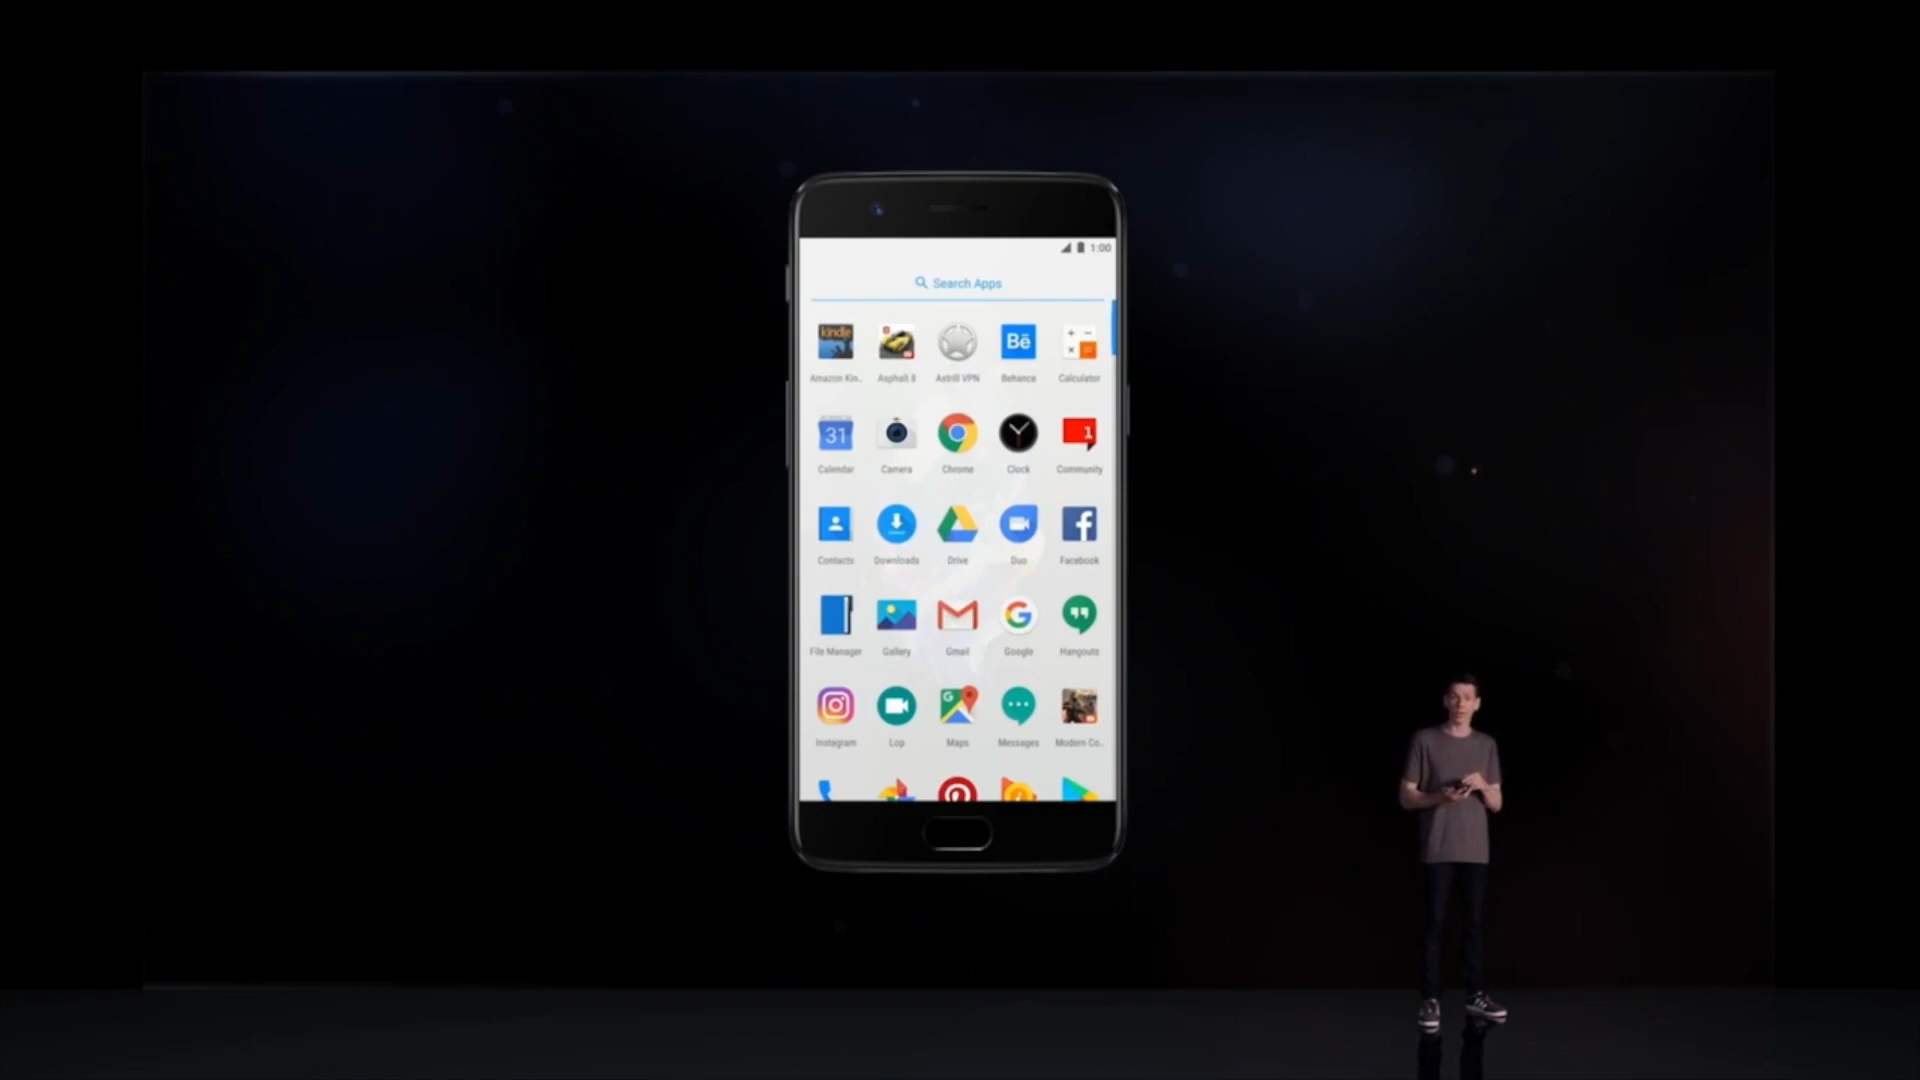 1:00
Search Apps
kindle
Bē
Amazon Kin..
Asphalt 8
Astrill VPN
Behance
Calculator
31
1
Calendar
Camera
Chrome
Clock
Community
Contacts
Downloads
Drive
Duo
Facebook
File Manager
Gallery
Gmail
Google
Hangouts
Instagram
Lop
Maps
Messages
Modern Co..